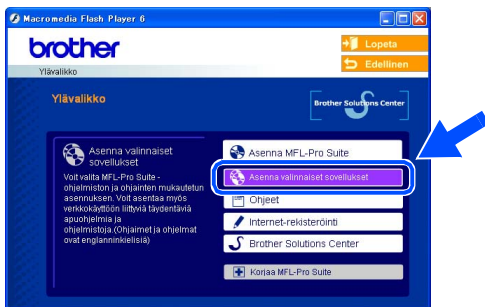 Macromedia Flash Player 6
brother
Lopeta
Edellinen
Ylävalikko
Ylävalikko
Brother Solutions Center
Asenna valinnaiset
sovellukset
Voit valita MFL-Pro Suite -
ohjelmiston ja ohjainten mukautetun
asennuksen. Voit asentaa myös
verkkokäyttöön liittyviä täydentäviä
apuohjelmia ja
ohjelmistoja.(Ohjaimet ja ohjelmat
ovat englanninkielisiä)
Asenna MFL-Pro Suite
Asenna valinnaiset sovellukset
Ohjeet
Internet-rekisteröinti
Brother Solutions Center
Korjaa MFL-Pro Suite